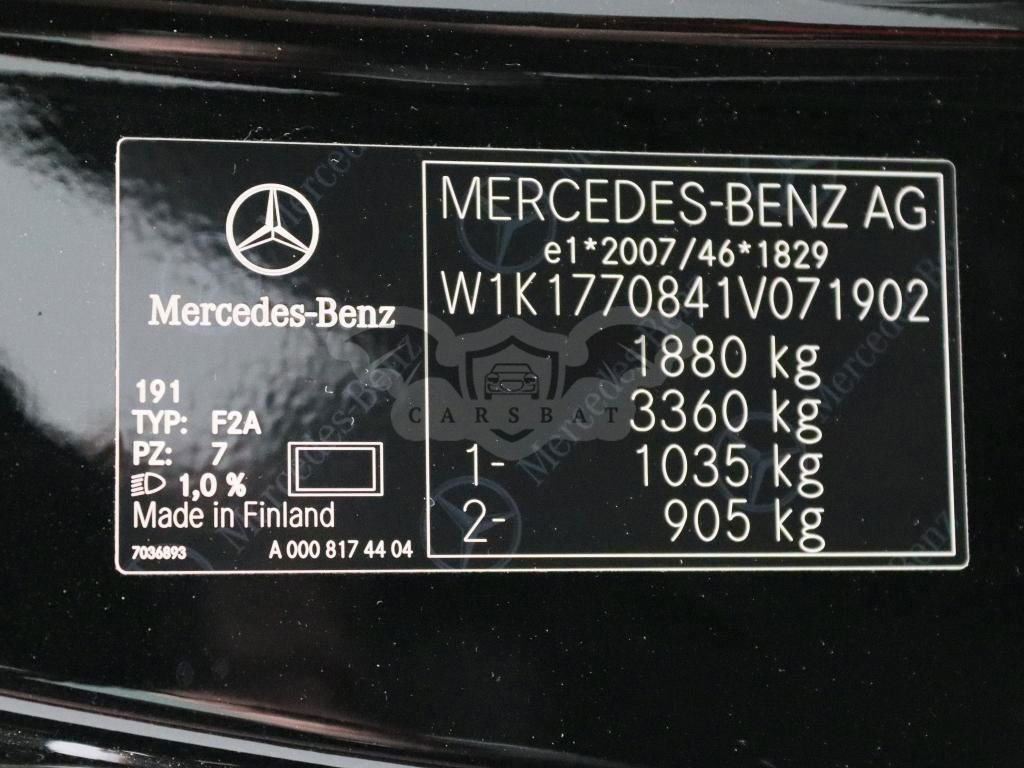 Mercedes-Benz
191
TYP: F2A
PZ: 7
1,0 %
Made in Finland
7036893
A 000 817 44 04
MERCEDES-BENZ AG
e1*2007/46*1829
W1K1770841V071902
1880 kg
3360 kg
1- 1035 kg
2- 905 kg
CARSBAT